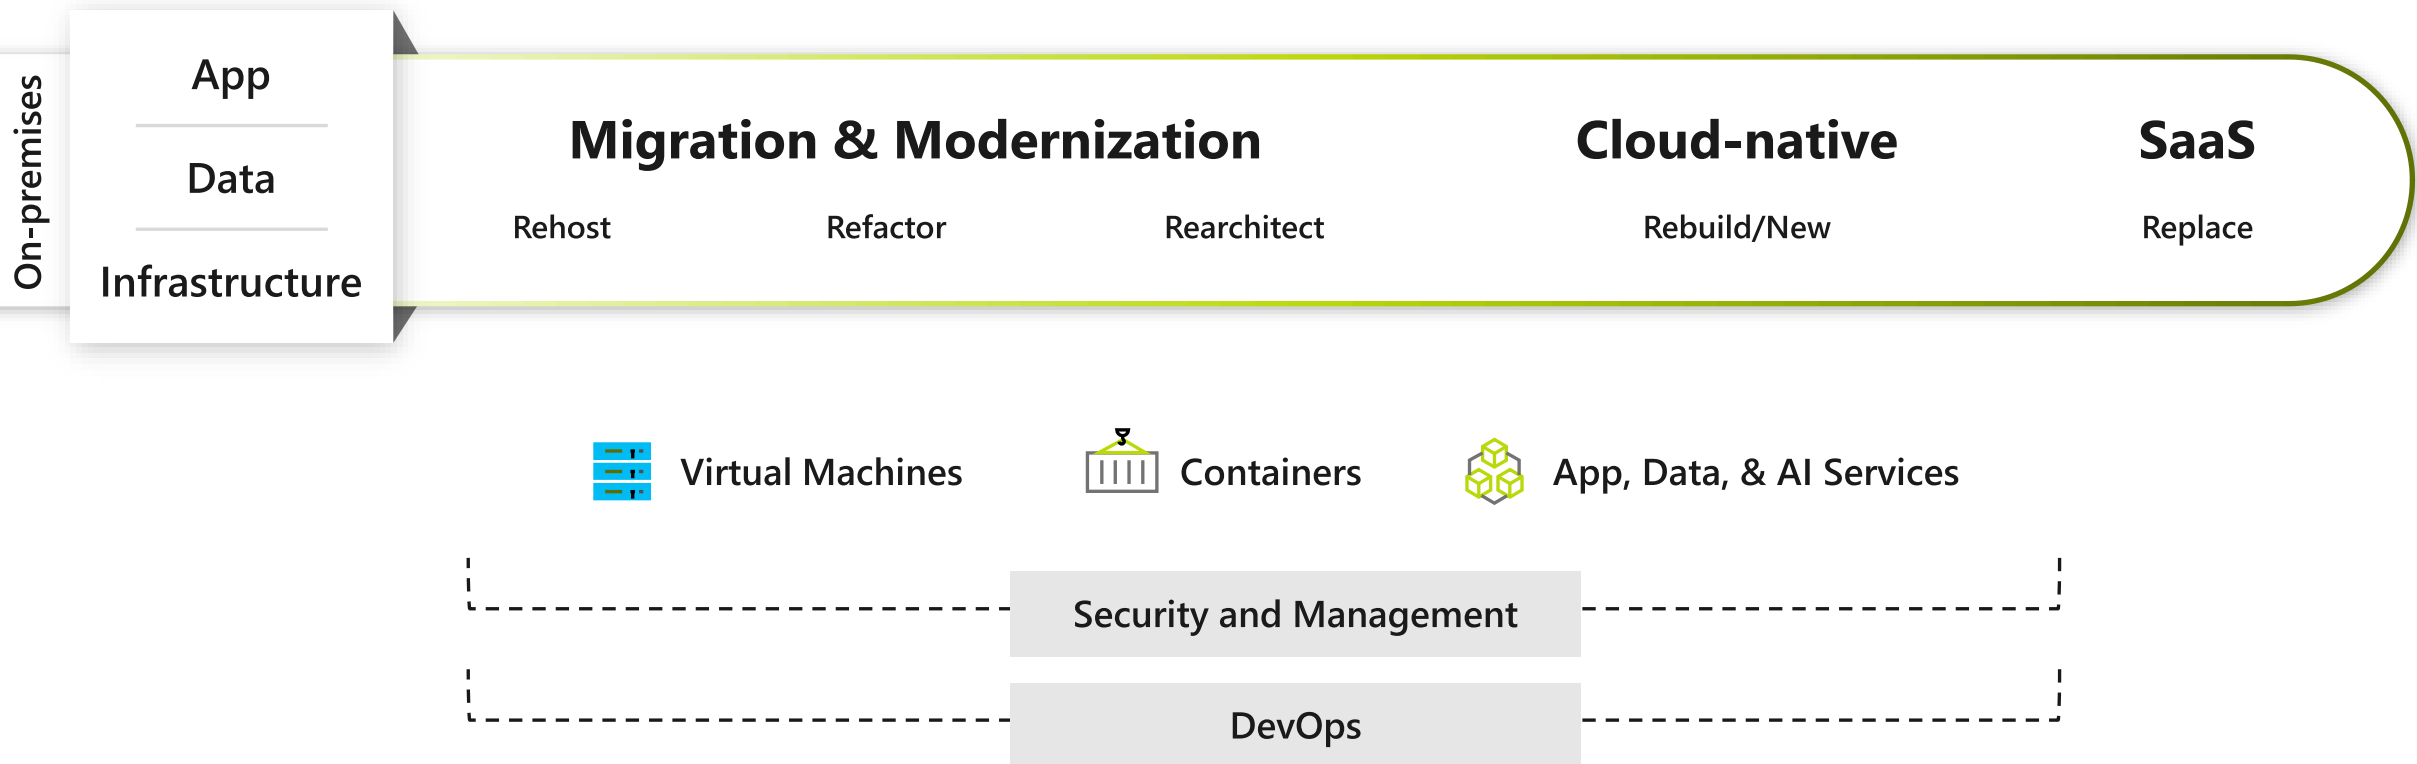 On-premises
App
Data
Infrastructure
Migration & Modernization
Cloud-native
SaaS
Rehost
Refactor
Rearchitect
Rebuild/New
Replace
Virtual Machines
Containers
App, Data, & AI Services
Security and Management
DevOps